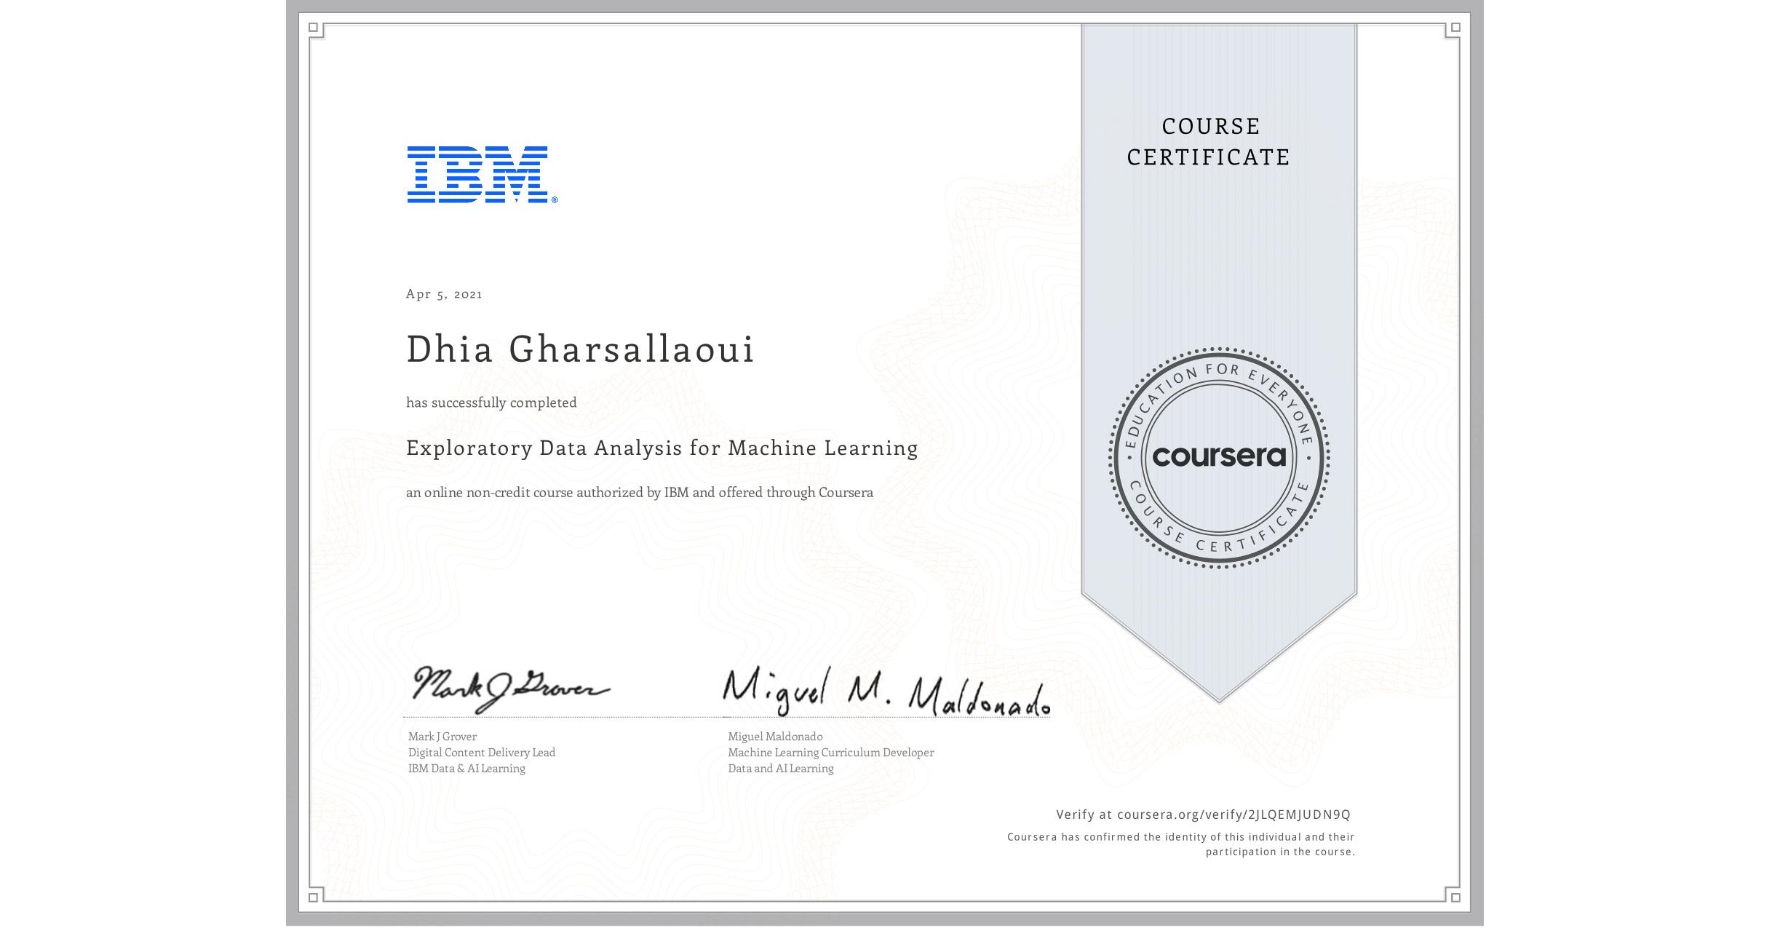 COURSE
CERTIFICATE
IBM®
Apr 5, 2021
Dhia Gharsallaoui
has successfully completed
Exploratory Data Analysis for Machine Learning
an online non-credit course authorized by IBM and offered through Coursera
EDUCATION FOR EVERYONE
coursera
COURSE CERTIFICATE
Mark J Grover
Miguel M. Maldonado
Mark J Grover
Digital Content Delivery Lead
IBM Data & AI Learning
Miguel Maldonado
Machine Learning Curriculum Developer
Data and AI Learning
Verify at coursera.org/verify/2JLQEMJUDN9Q
Coursera has confirmed the identity of this individual and their
participation in the course.